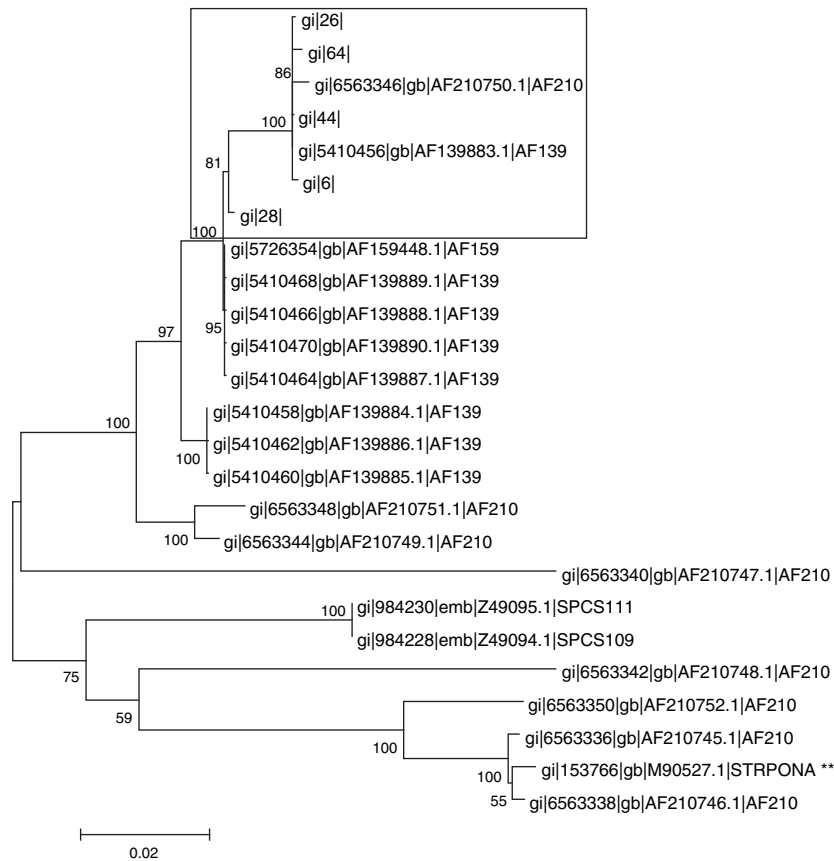 gi|26|
gi|64|
86
gi|6563346|gb|AF210750.1|AF210
100
gi|44|
gi|5410456|gb|AF139883.1|AF139
81
gi|6|
gi|28|
100
gi|5726354|gb|AF159448.1|AF159
gi|5410468|gb|AF139889.1|AF139
gi|5410466|gb|AF139888.1|AF139
97
95
gi|5410470|gb|AF139890.1|AF139
gi|5410464|gb|AF139887.1|AF139
gi|5410458|gb|AF139884.1|AF139
100
gi|5410462|gb|AF139886.1|AF139
100
gi|5410460|gb|AF139885.1|AF139
gi|6563348|gb|AF210751.1|AF210
100
gi|6563344|gb|AF210749.1|AF210
gi|6563340|gb|AF210747.1|AF210
100
gi|984230|emb|Z49095.1|SPCS111
gi|984228|emb|Z49094.1|SPCS109
75
gi|6563342|gb|AF210748.1|AF210
59
gi|6563350|gb|AF210752.1|AF210
100
gi|6563336|gb|AF210745.1|AF210
100
gi|153766|gb|M90527.1|STRPONA **
55
gi|6563338|gb|AF210746.1|AF210
0.02